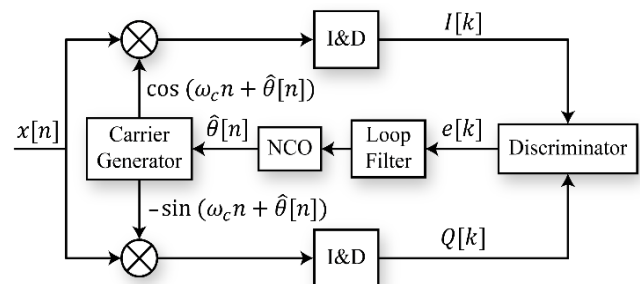 I&D
I[k]
cos (ω_c n + θ̂[n])
x[n]
Carrier
Generator
θ̂[n]
NCO
Loop
Filter
e[k]
Discriminator
−sin (ω_c n + θ̂[n])
I&D
Q[k]